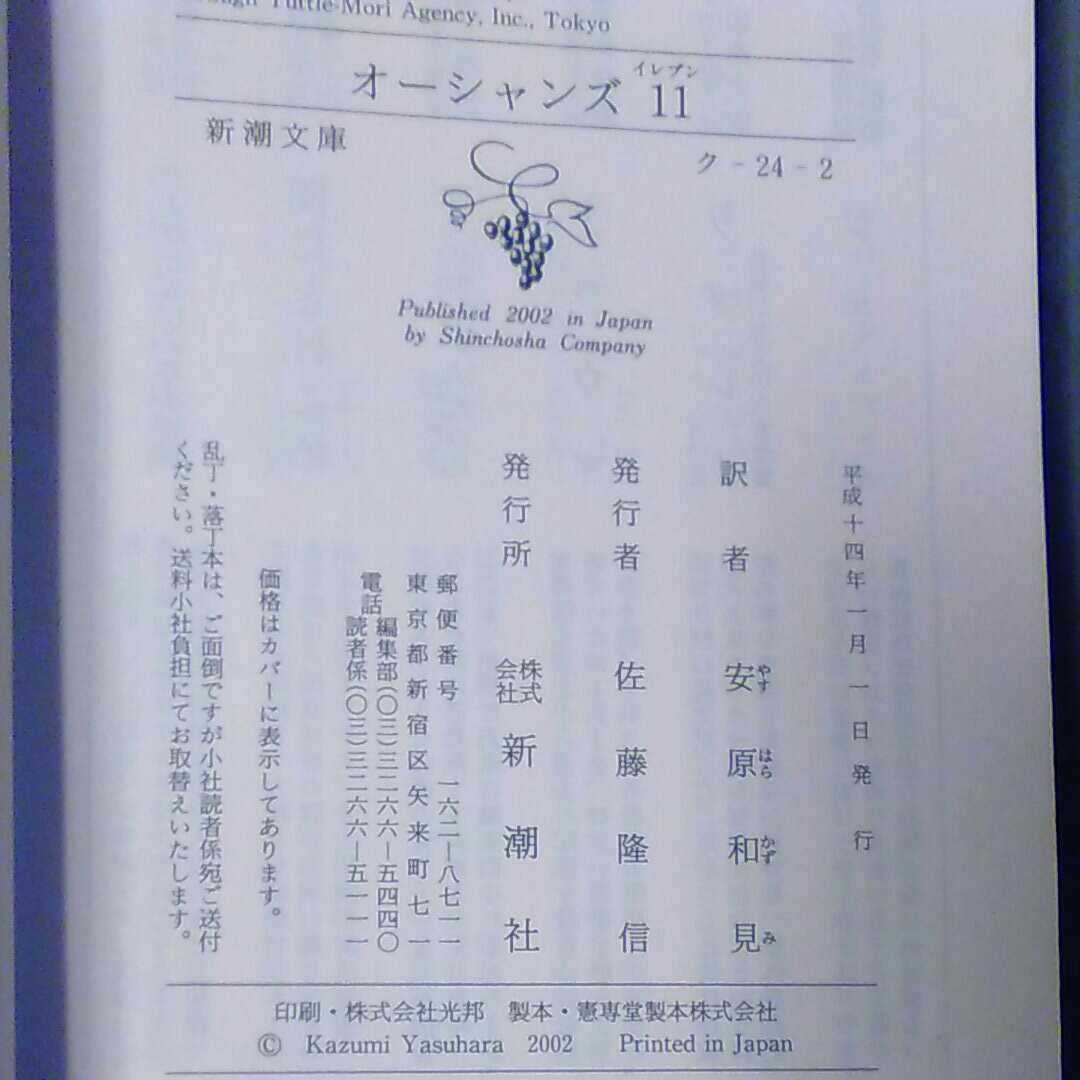 ough Tuttle-Mori Agency, Inc., Tokyo
オーシャンズ 11
イレブン
新潮文庫
ク - 24 - 2
Published 2002 in Japan
by Shinchosha Company
平成十四年一月一日発行
訳者 安原和見
やすはらかずみ
発行者 佐藤隆信
発行所 株式会社 新潮社
郵便番号 一六二―八七一一
東京都新宿区矢来町七一
電話 編集部(〇三)三二六六―五四四〇
読者係(〇三)三二六六―五一一一
価格はカバーに表示してあります。
乱丁・落丁本は、ご面倒ですが小社読者係宛ご送付
ください。送料小社負担にてお取替えいたします。
印刷・株式会社光邦 製本・憲専堂製本株式会社
© Kazumi Yasuhara 2002 Printed in Japan